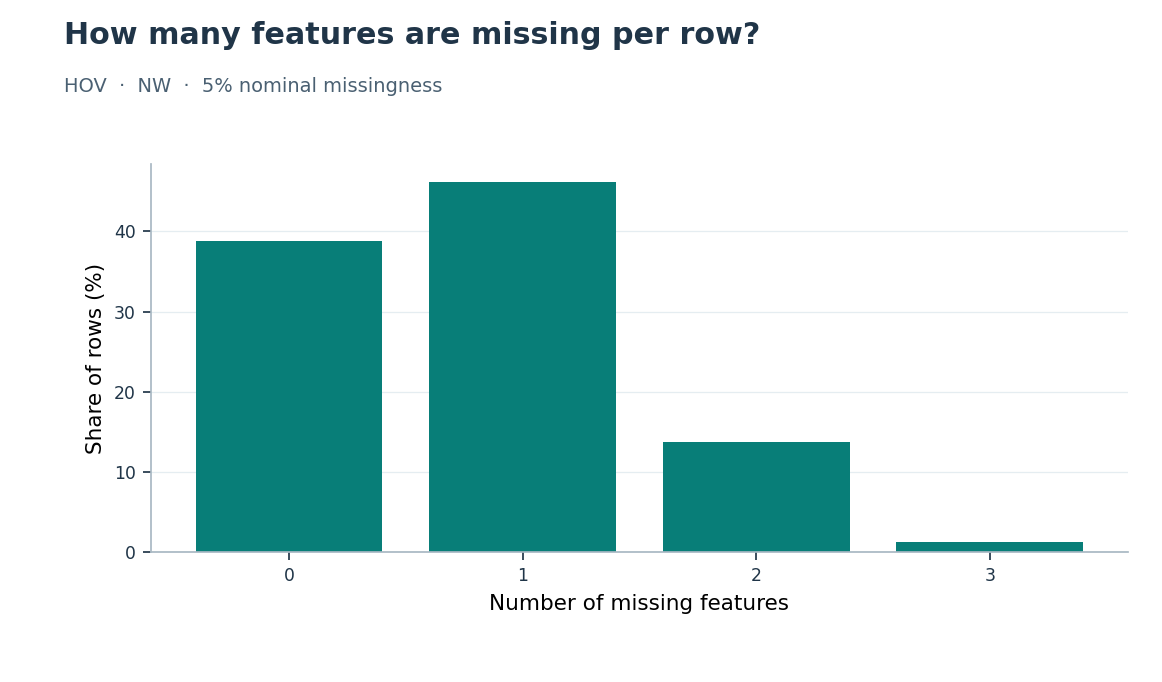 How many features are missing per row?
HOV · NW · 5% nominal missingness
Share of rows (%)
40
30
20
10
0
0 1 2 3
Number of missing features